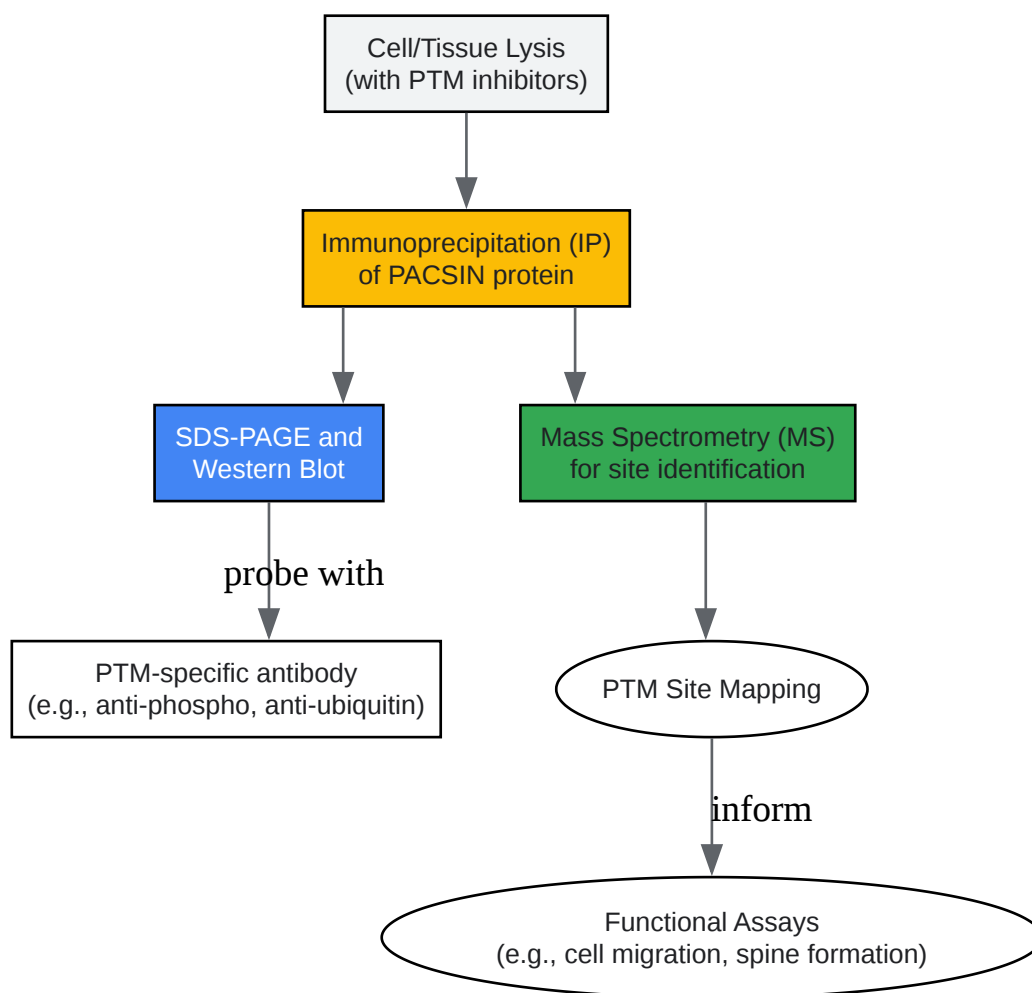 Cell/Tissue Lysis
(with PTM inhibitors)
Immunoprecipitation (IP)
of PACSIN protein
SDS-PAGE and
Western Blot
Mass Spectrometry (MS)
for site identification
probe with
PTM-specific antibody
(e.g., anti-phospho, anti-ubiquitin)
PTM Site Mapping
inform
Functional Assays
(e.g., cell migration, spine formation)